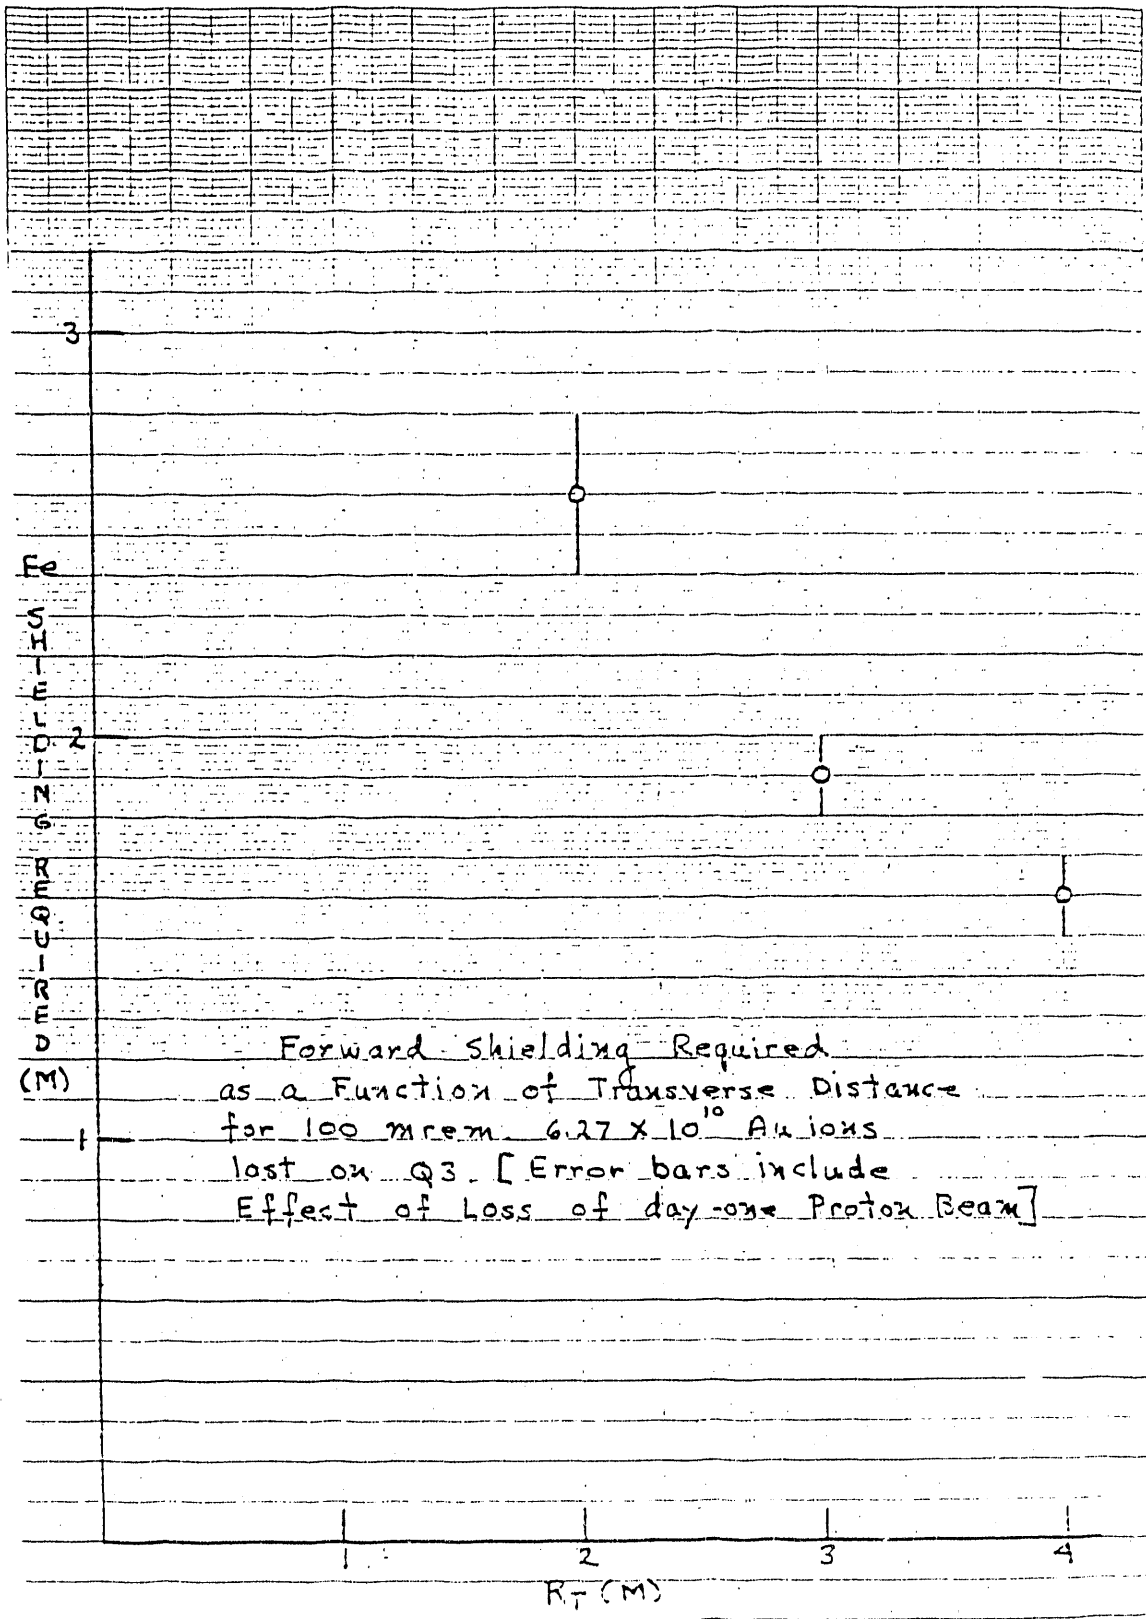 3
Fe
SHIELDING
REQUIRED
(M)
2
1
Forward Shielding Required
as a Function of Transverse Distance
for 100 mrem. 6.27 X 10^10 Au ions
lost on Q3. [Error bars include
Effect of Loss of day-one Proton Beam]
1 2 3 4
R_T (M)